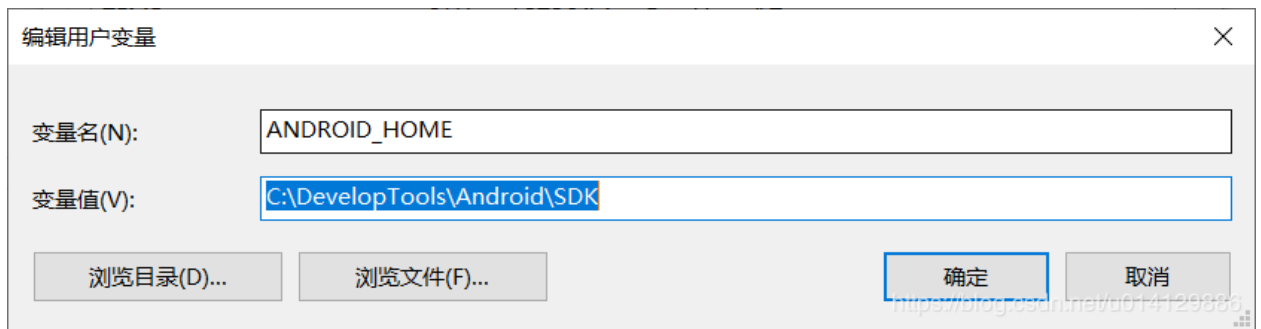 编辑用户变量
变量名(N): ANDROID_HOME
变量值(V): C:\DevelopTools\Android\SDK
浏览目录(D)... 浏览文件(F)... 确定 取消
https://blog.csdn.net/u014129886